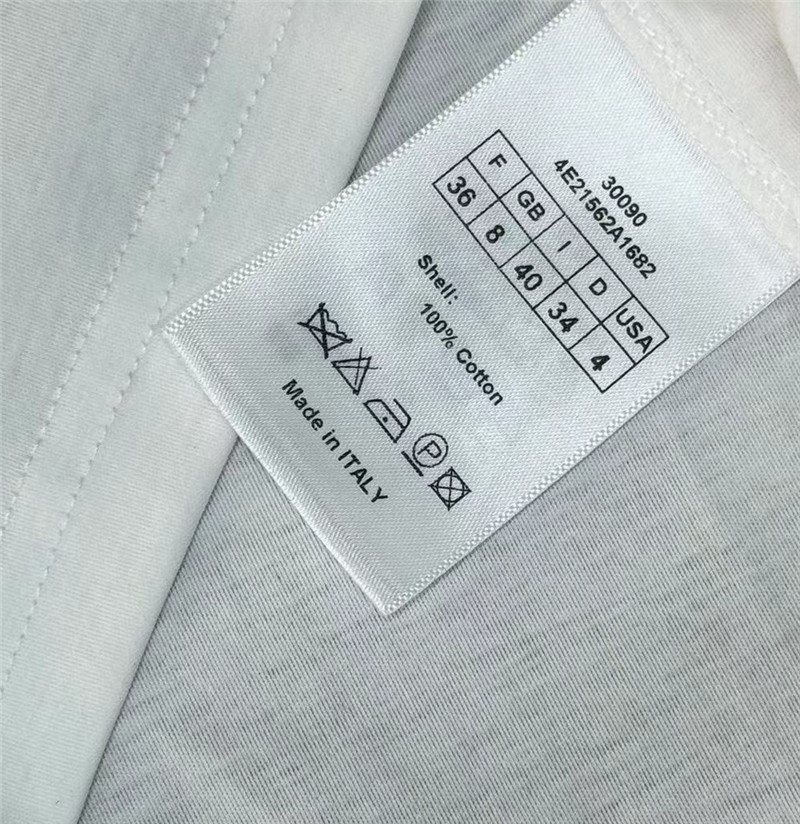 30090
4E21562A1682
F GB I D USA
36 8 40 34 4
Shell:
100% Cotton
P
Made in ITALY